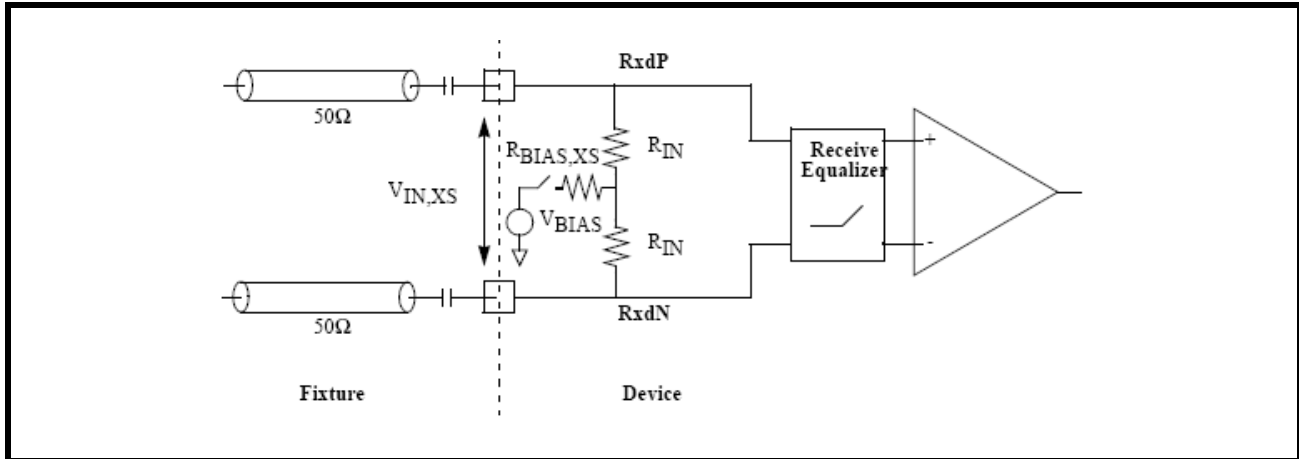 RxdP
50Ω
RBIAS,XS
RIN
Receive
Equalizer
+
VIN,XS
VBIAS
RIN
-
50Ω
RxdN
Fixture
Device